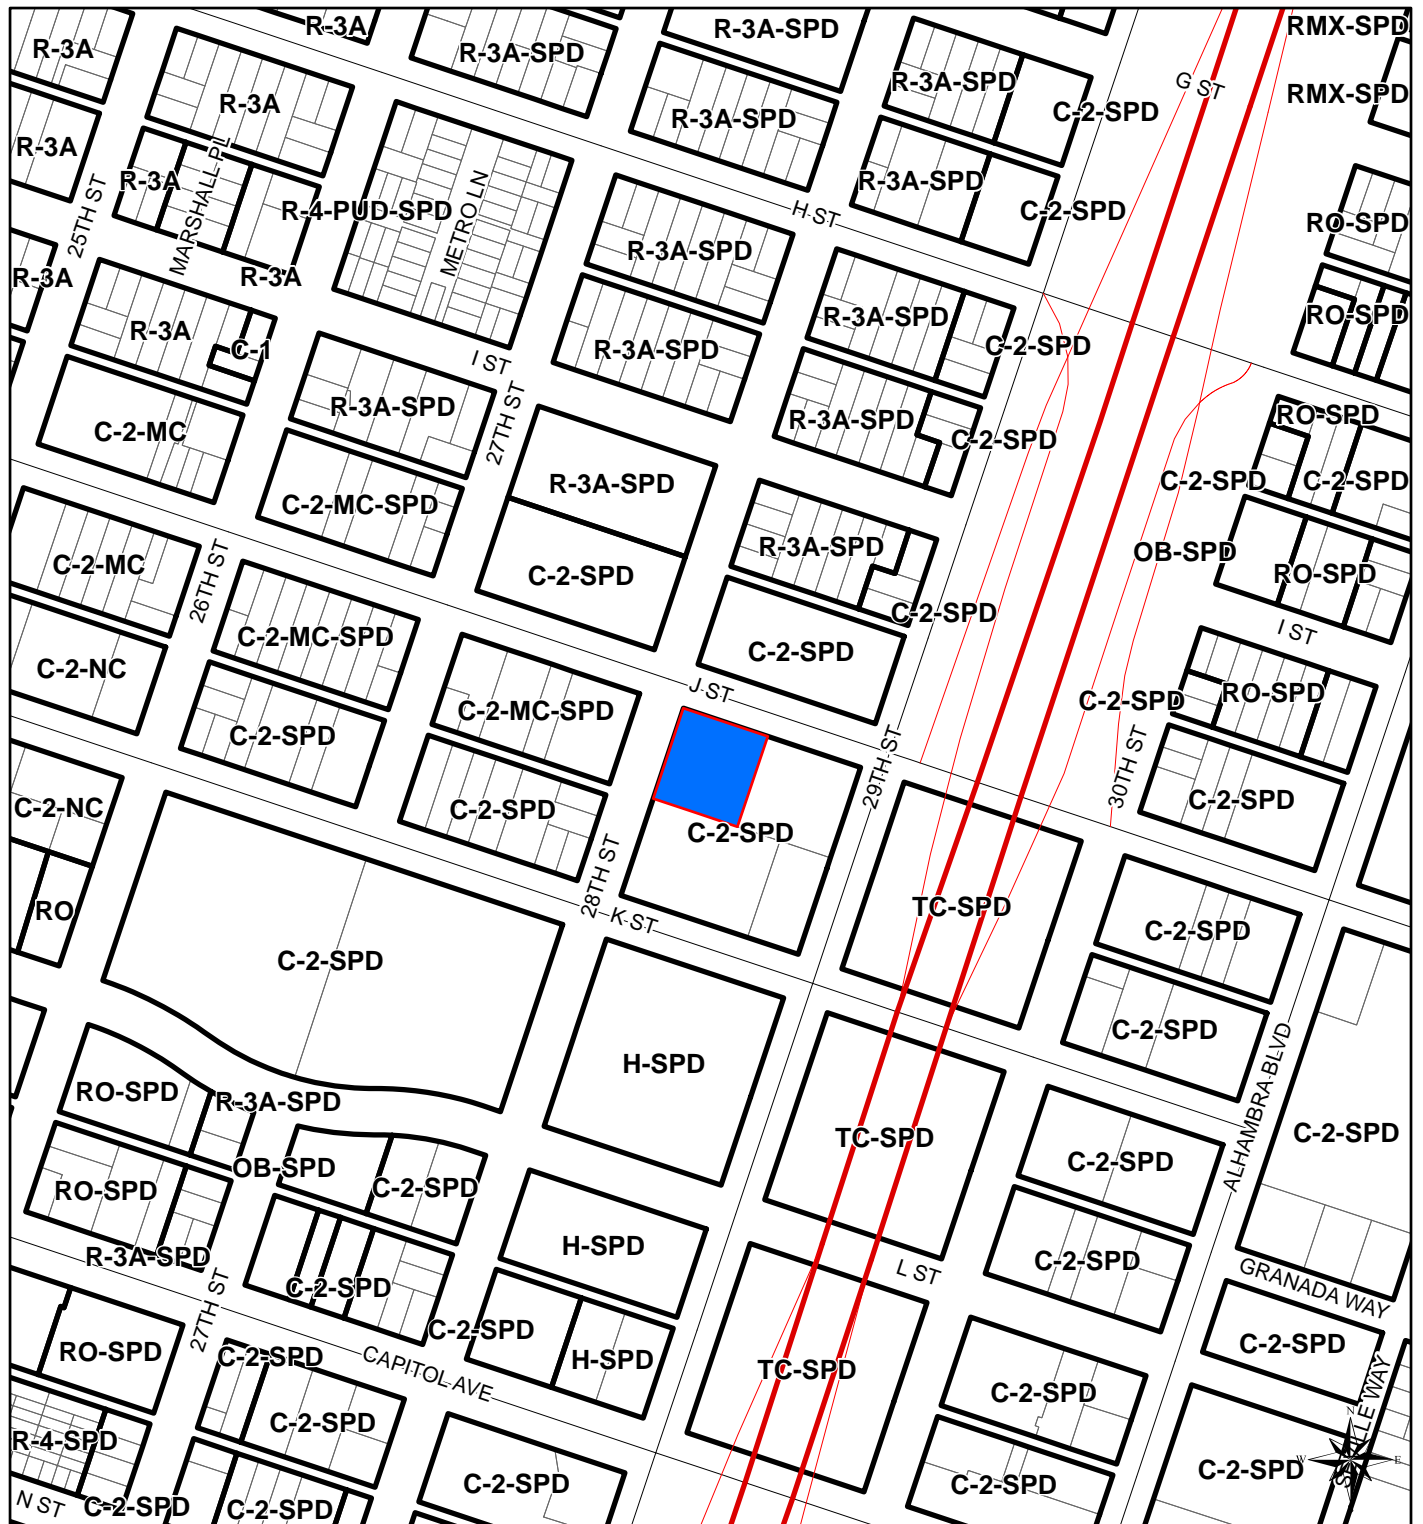 R-3A
R-3A
R-3A-SPD
R-3A-SPD
RMX-SPD
R-3A-SPD
G ST
RMX-SPD
R-3A
R-3A-SPD
C-2-SPD
R-3A
MARSHALL PL
R-3A
R-3A-SPD
25TH ST
R-4-PUD-SPD
METRO LN
H ST
C-2-SPD
RO-SPD
R-3A-SPD
R-3A
R-3A
RO-SPD
R-3A
R-3A-SPD
C-1
R-3A-SPD
C-2-SPD
I ST
R-3A-SPD
27TH ST
R-3A-SPD
RO-SPD
C-2-MC
C-2-SPD
R-3A-SPD
C-2-SPD
C-2-SPD
C-2-MC-SPD
R-3A-SPD
OB-SPD
C-2-MC
C-2-SPD
RO-SPD
26TH ST
C-2-SPD
I ST
C-2-MC-SPD
C-2-SPD
C-2-NC
J ST
RO-SPD
C-2-SPD
C-2-MC-SPD
C-2-SPD
29TH ST
30TH ST
C-2-SPD
C-2-NC
C-2-SPD
C-2-SPD
28TH ST
RO
K ST
TC-SPD
C-2-SPD
C-2-SPD
C-2-SPD
H-SPD
RO-SPD
R-3A-SPD
ALHAMBRA BLVD
C-2-SPD
TC-SPD
OB-SPD
C-2-SPD
C-2-SPD
RO-SPD
R-3A-SPD
H-SPD
C-2-SPD
L ST
GRANADA WAY
C-2-SPD
27TH ST
C-2-SPD
C-2-SPD
RO-SPD
C-2-SPD
CAPITOL AVE
H-SPD
TC-SPD
C-2-SPD
C-2-SPD
R-4-SPD
N
W
E
C-2-SPD
C-2-SPD
C-2-SPD
N ST
C-2-SPD
C-2-SPD